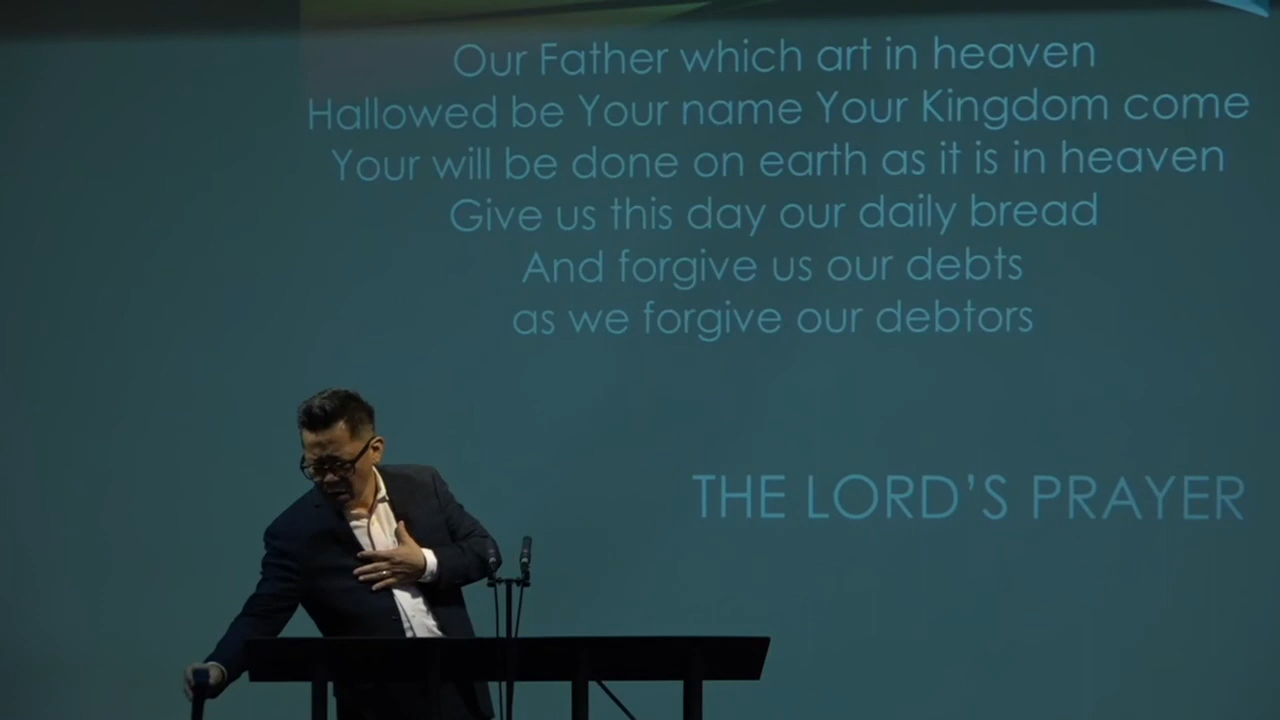 Our Father which art in heaven
Hallowed be Your name Your Kingdom come
Your will be done on earth as it is in heaven
Give us this day our daily bread
And forgive us our debts
as we forgive our debtors
THE LORD'S PRAYER